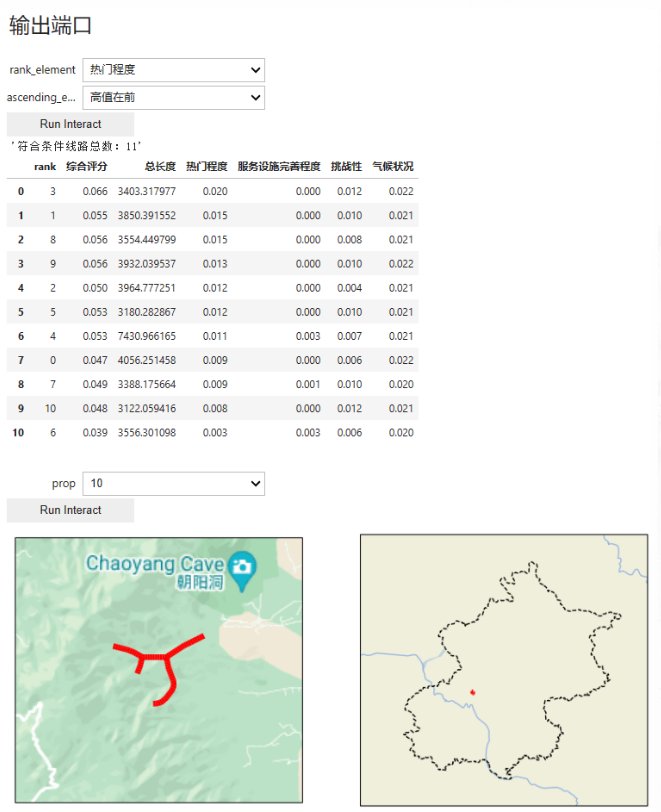 输出端口
rank_element 热门程度
ascending_e... 高值在前
Run Interact
'符合条件线路总数: 11'
rank 综合评分 总长度 热门程度 服务设施完善程度 挑战性 气候状况
0 3 0.066 3403.317977 0.020 0.000 0.012 0.022
1 1 0.055 3850.391552 0.015 0.000 0.010 0.021
2 8 0.056 3554.449799 0.015 0.000 0.008 0.021
3 9 0.056 3932.039537 0.013 0.000 0.010 0.022
4 2 0.050 3964.777251 0.012 0.000 0.004 0.021
5 5 0.053 3180.282867 0.012 0.000 0.010 0.021
6 4 0.053 7430.966165 0.011 0.003 0.007 0.021
7 0 0.047 4056.251458 0.009 0.000 0.006 0.022
8 7 0.049 3388.175664 0.009 0.001 0.010 0.020
9 10 0.048 3122.059416 0.008 0.000 0.012 0.021
10 6 0.039 3556.301098 0.003 0.003 0.006 0.020
prop 10
Run Interact
Chaoyang Cave
朝阳洞